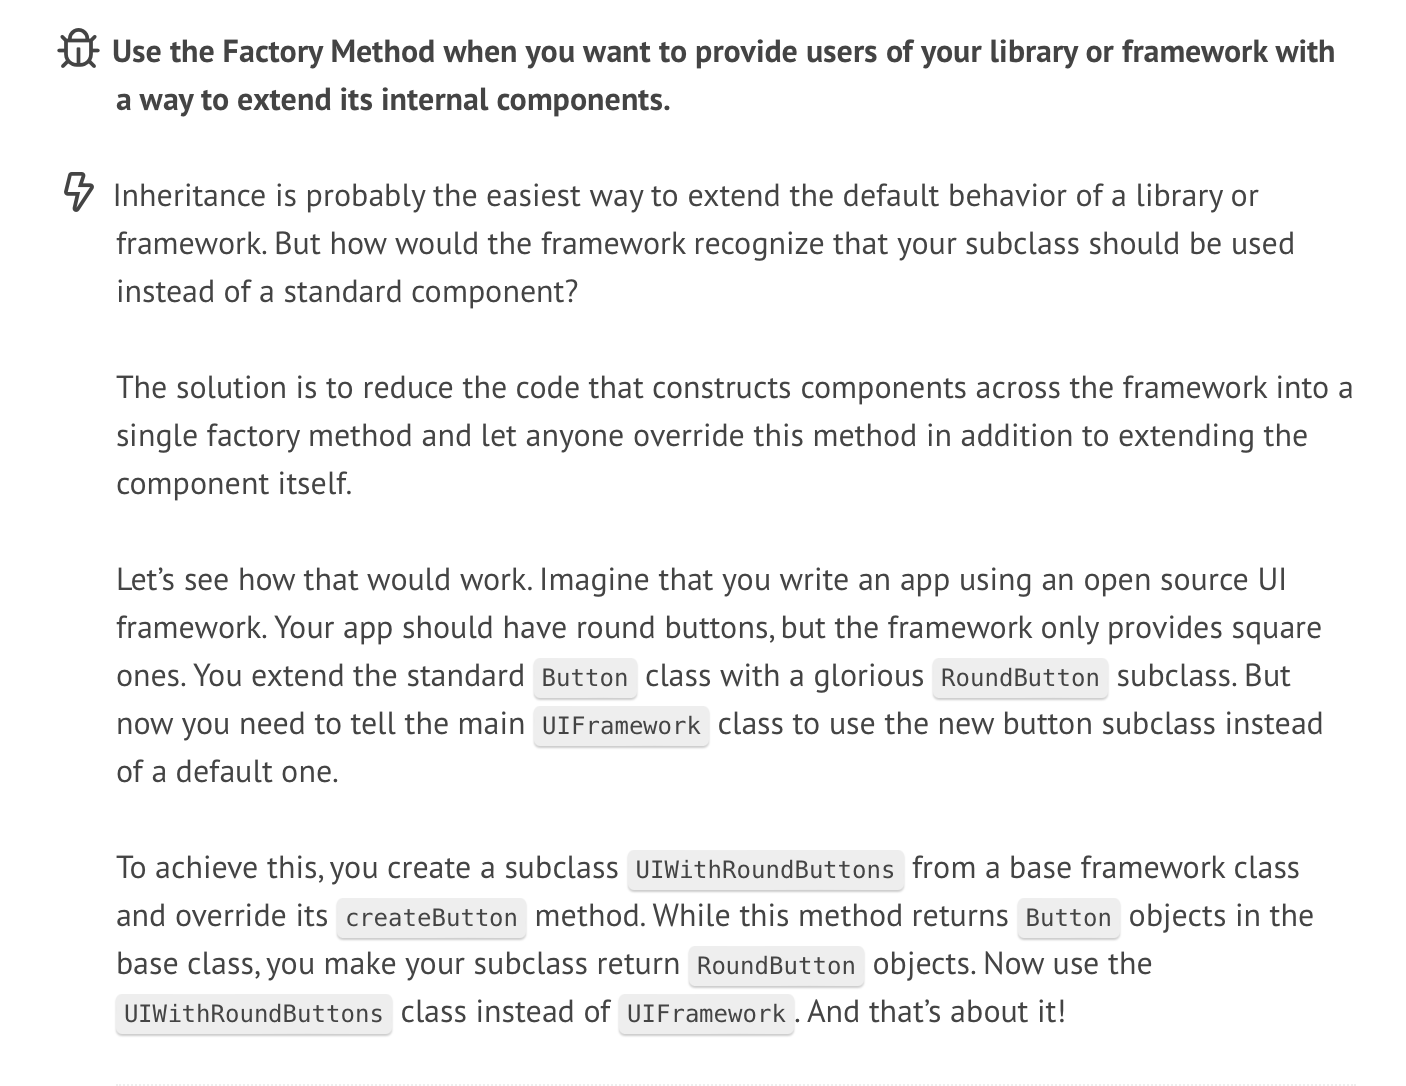 Use the Factory Method when you want to provide users of your library or framework with
a way to extend its internal components.
Inheritance is probably the easiest way to extend the default behavior of a library or
framework. But how would the framework recognize that your subclass should be used
instead of a standard component?
The solution is to reduce the code that constructs components across the framework into a
single factory method and let anyone override this method in addition to extending the
component itself.
Let’s see how that would work. Imagine that you write an app using an open source UI
framework. Your app should have round buttons, but the framework only provides square
ones. You extend the standard Button class with a glorious RoundButton subclass. But
now you need to tell the main UIFramework class to use the new button subclass instead
of a default one.
To achieve this, you create a subclass UIWithRoundButtons from a base framework class
and override its createButton method. While this method returns Button objects in the
base class, you make your subclass return RoundButton objects. Now use the
UIWithRoundButtons class instead of UIFramework. And that’s about it!